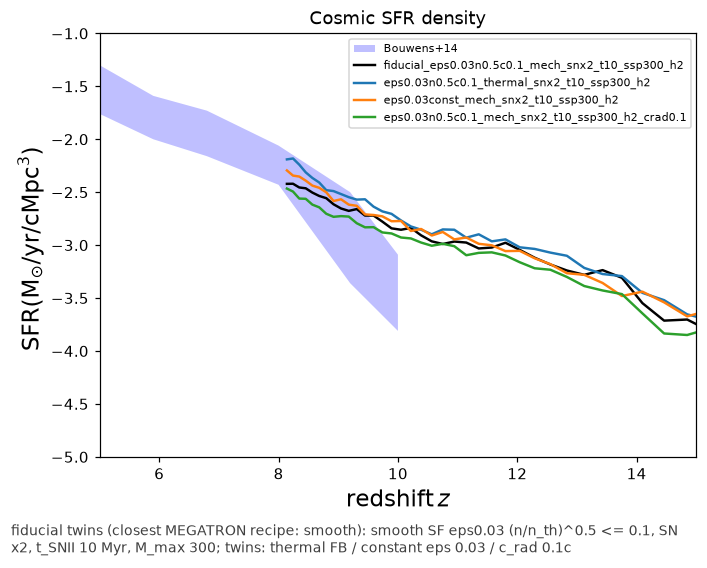 Cosmic SFR density
−1.0
−1.5
−2.0
−2.5
−3.0
−3.5
−4.0
−4.5
−5.0
SFR(M⊙/yr/cMpc³)
Bouwens+14
fiducial_eps0.03n0.5c0.1_mech_snx2_t10_ssp300_h2
eps0.03n0.5c0.1_thermal_snx2_t10_ssp300_h2
eps0.03const_mech_snx2_t10_ssp300_h2
eps0.03n0.5c0.1_mech_snx2_t10_ssp300_h2_crad0.1
6 8 10 12 14
redshift z
fiducial twins (closest MEGATRON recipe: smooth): smooth SF eps0.03 (n/n_th)^0.5 <= 0.1, SN
x2, t_SNII 10 Myr, M_max 300; twins: thermal FB / constant eps 0.03 / c_rad 0.1c